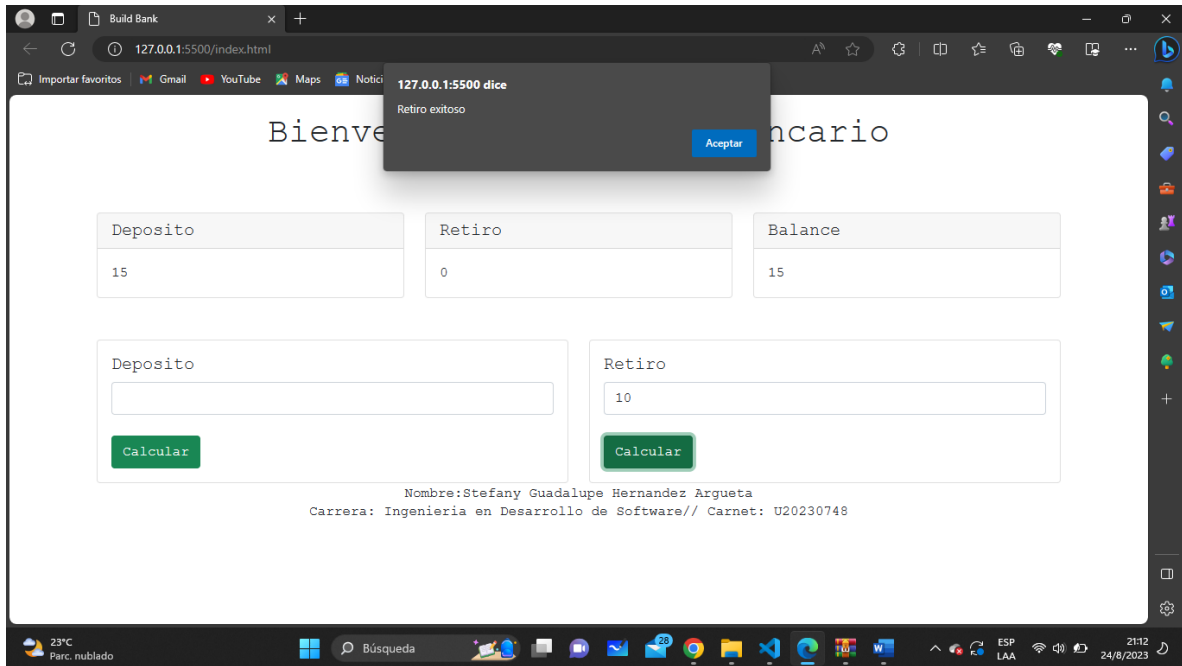 Build Bank
127.0.0.1:5500/index.html
Importar favoritos Gmail YouTube Maps Notici
127.0.0.1:5500 dice
Retiro exitoso
Aceptar
Bienve ncario
Deposito Retiro Balance
15 0 15
Deposito Retiro
10
Calcular Calcular
Nombre:Stefany Guadalupe Hernandez Argueta
Carrera: Ingenieria en Desarrollo de Software// Carnet: U20230748
23°C
Parc. nublado
Búsqueda
28
ESP
LAA
21:12
24/8/2023